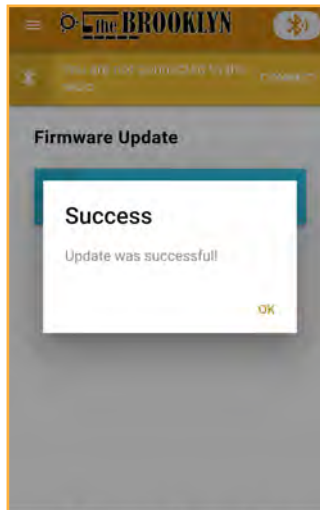 the BROOKLYN
You are not connected to the
CONNECT
Firmware Update
Success
Update was successful!
OK